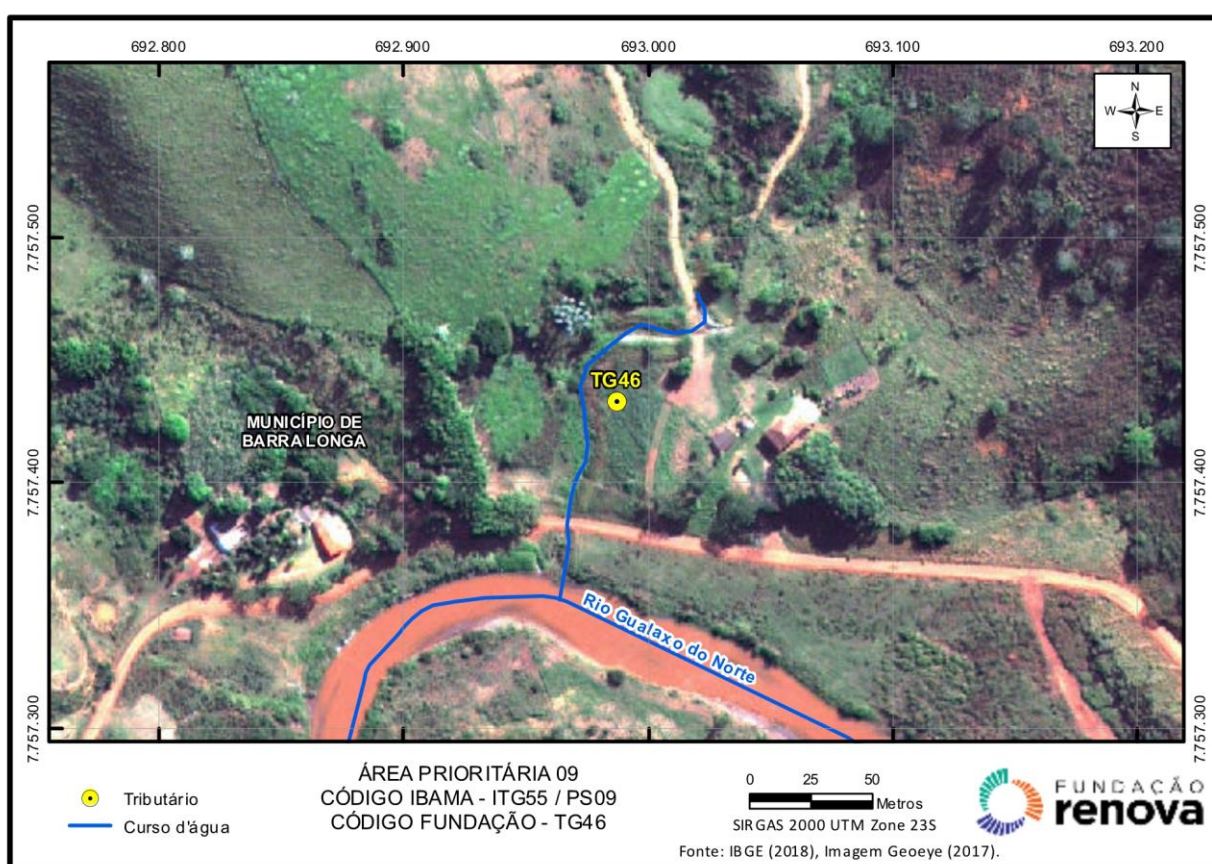 692.800 692.900 693.000 693.100 693.200
N
W E
S
7.757.500 7.757.500
TG46
MUNICÍPIO DE
BARRA LONGA
7.757.400 7.757.400
Rio Gualaxo do Norte
7.757.300 7.757.300
Tributário
Curso d'água
ÁREA PRIORITÁRIA 09
CÓDIGO IBAMA - ITG55 / PS09
CÓDIGO FUNDAÇÃO - TG46
0 25 50
Metros
SIRGAS 2000 UTM Zone 23S
Fonte: IBGE (2018), Imagem Geoeye (2017).
FUNDAÇÃO
renova